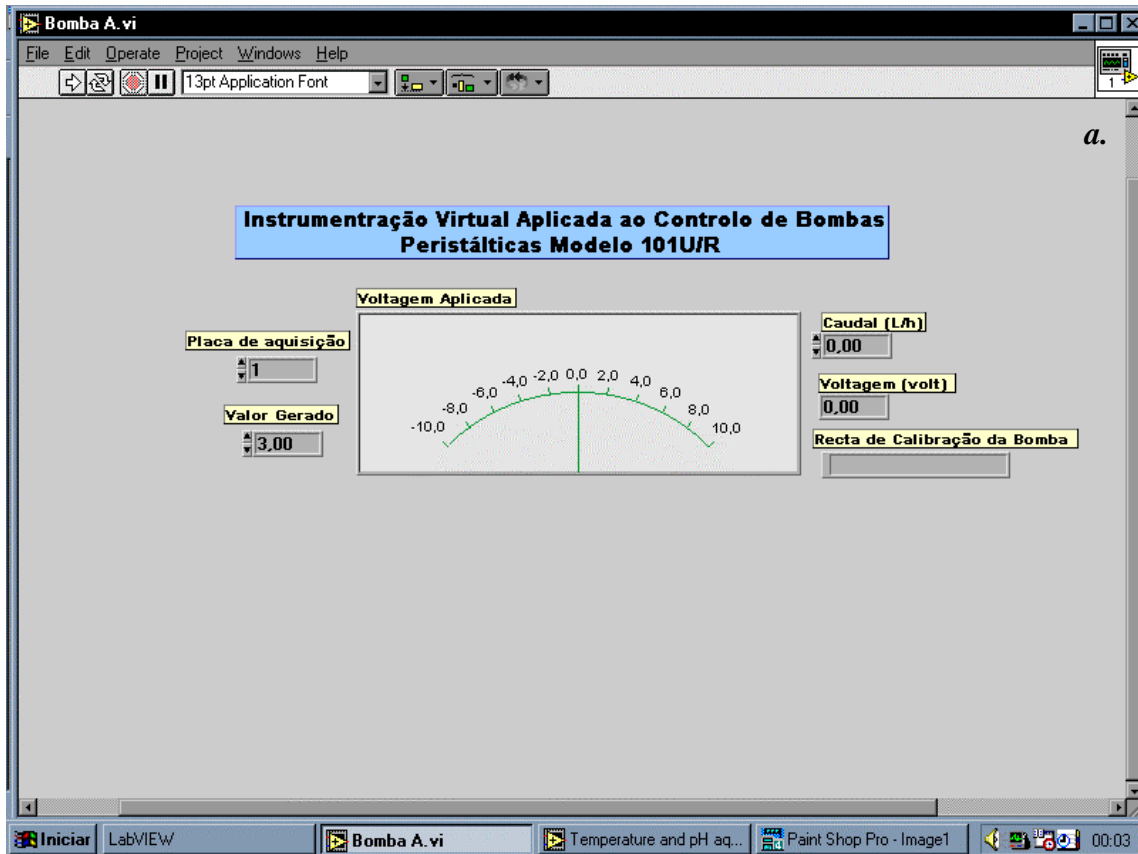 Bomba A.vi
File Edit Operate Project Windows Help
13pt Application Font
1
a.
Instrumentração Virtual Aplicada ao Controlo de Bombas
Peristálticas Modelo 101U/R
Voltagem Aplicada
Placa de aquisição
1
Valor Gerado
3,00
-10,0 -8,0 -6,0 -4,0 -2,0 0,0 2,0 4,0 6,0 8,0 10,0
Caudal (L/h)
0,00
Voltagem (volt)
0,00
Recta de Calibração da Bomba
Iniciar LabVIEW Bomba A.vi Temperature and pH aq... Paint Shop Pro - Image1 00:03